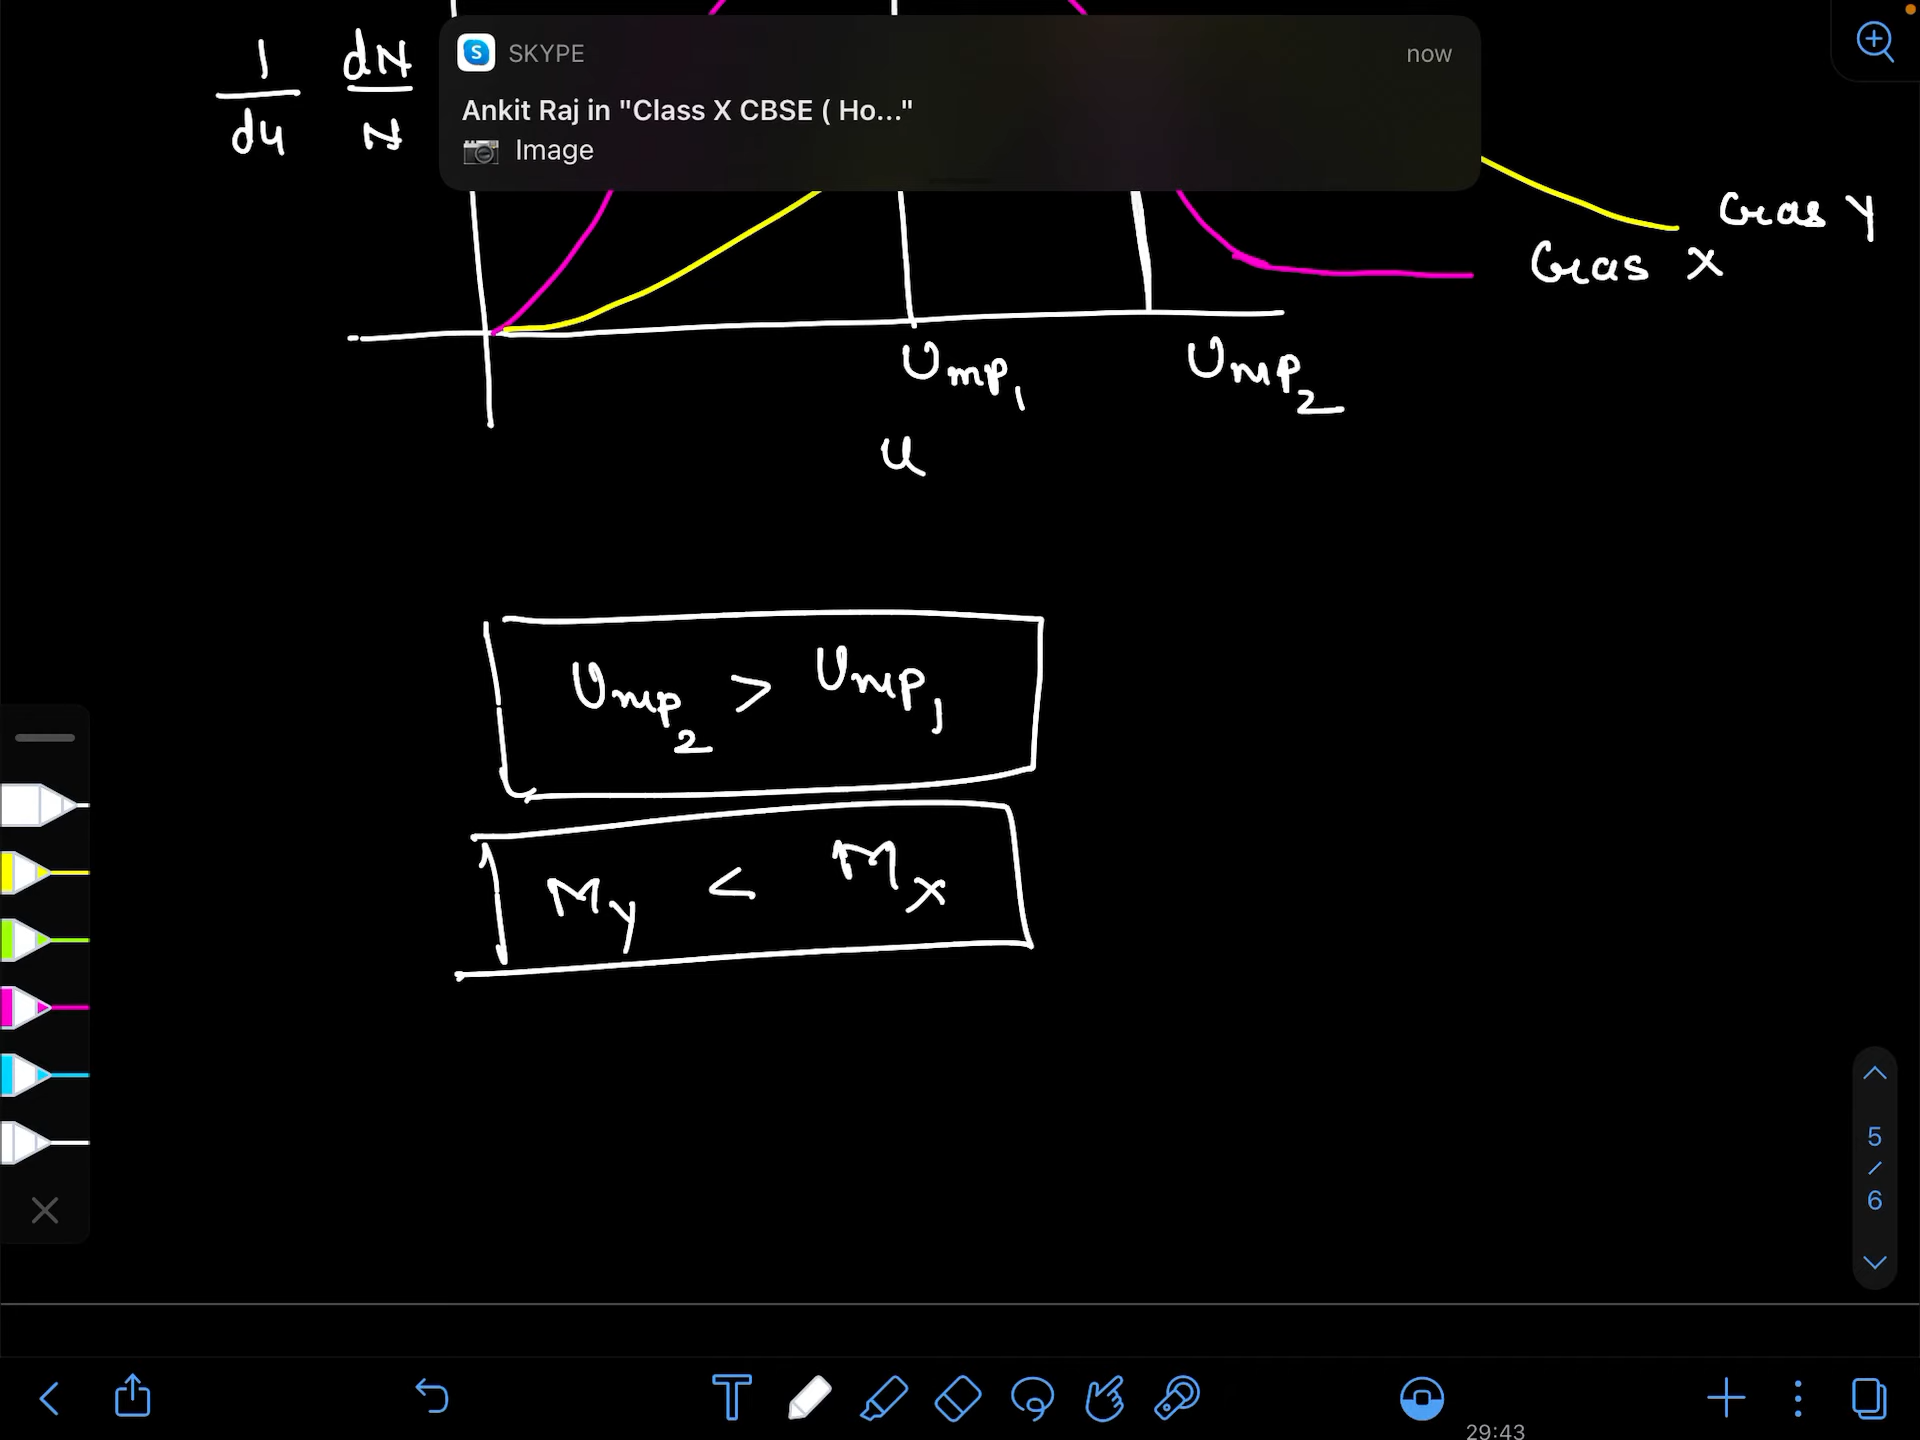 SKYPE now
Ankit Raj in "Class X CBSE ( Ho..."
Image
1 dN
du N
Gas Y
Gas X
Ump1 Ump2
u
Ump2 > Ump1
My < Mx
5
/
6
T
29:43